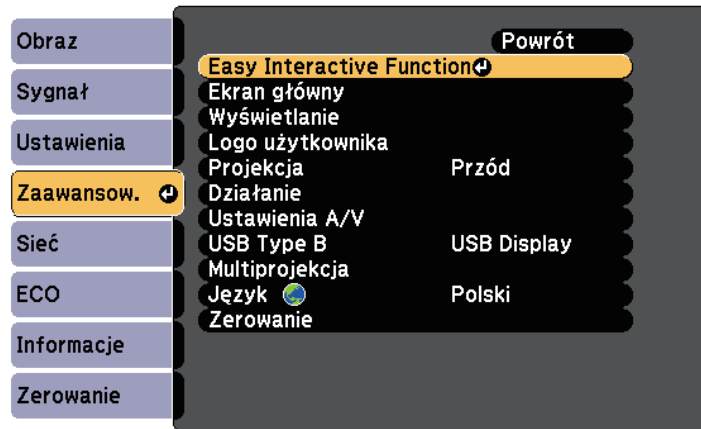 Obraz
Sygnał
Ustawienia
Zaawansow.
Sieć
ECO
Informacje
Zerowanie
Powrót
Easy Interactive Function
Ekran główny
Wyświetlanie
Logo użytkownika
Projekcja Przód
Działanie
Ustawienia A/V
USB Type B USB Display
Multiprojekcja
Język Polski
Zerowanie